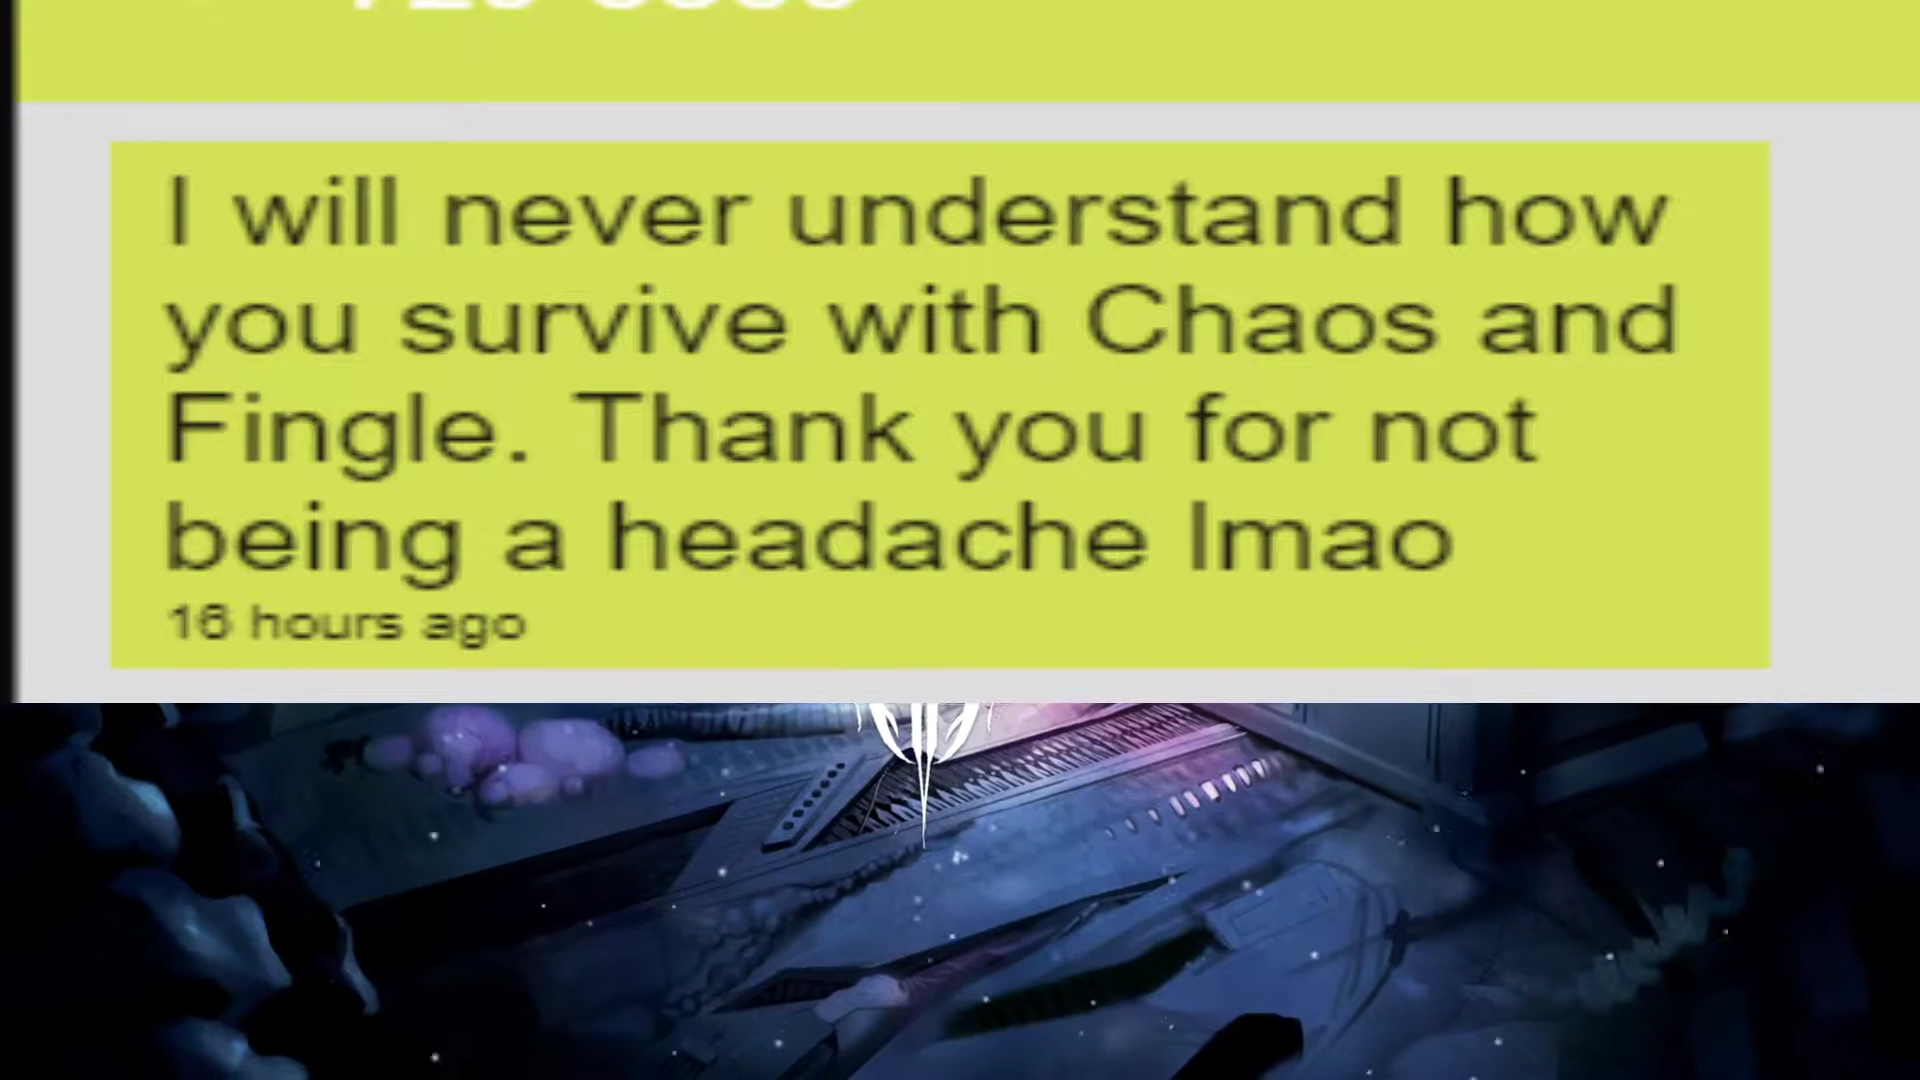 I will never understand how
you survive with Chaos and
Fingle. Thank you for not
being a headache lmao
16 hours ago